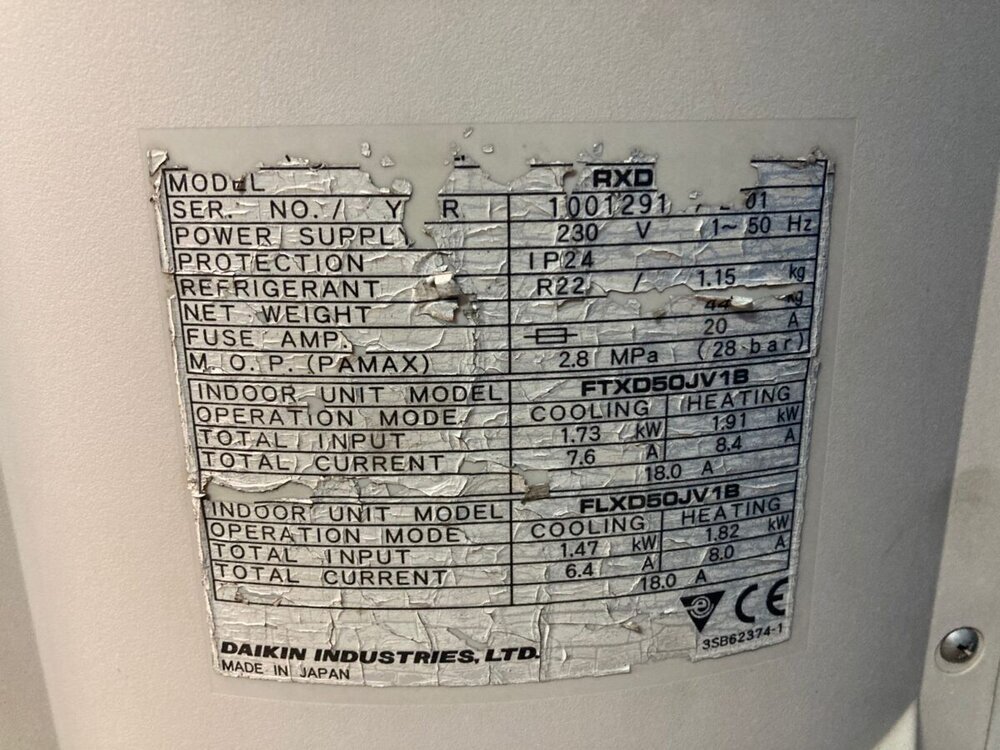 MODEL RXD
SER. NO./ Y R 1001291 01
POWER SUPPLY 230 V 1~ 50 Hz
PROTECTION IP24
REFRIGERANT R22 / 1.15 kg
NET WEIGHT 44 kg
FUSE AMP. 20 A
M.O.P. (PAMAX) 2.8 MPa (28 bar)
INDOOR UNIT MODEL FTXD50JV1B
OPERATION MODE COOLING HEATING
TOTAL INPUT 1.73 kW 1.91 kW
TOTAL CURRENT 7.6 A 8.4 A
18.0 A
INDOOR UNIT MODEL FLXD50JV1B
OPERATION MODE COOLING HEATING
TOTAL INPUT 1.47 kW 1.82 kW
TOTAL CURRENT 6.4 A 8.0 A
18.0 A
CE
3SB62374-1
DAIKIN INDUSTRIES, LTD.
MADE IN JAPAN